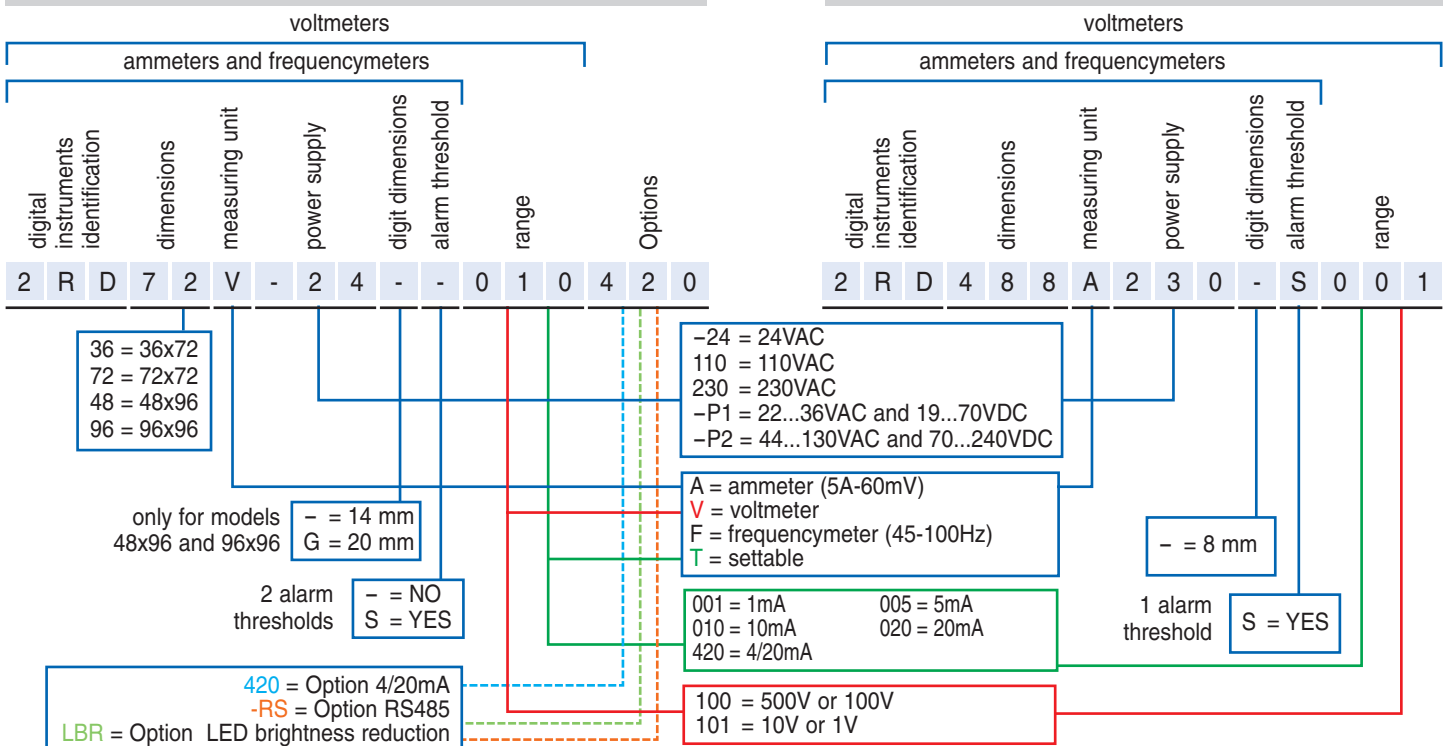 voltmeters
ammeters and frequencymeters
digital
instruments
identification
dimensions
measuring unit
power supply
digit dimensions
alarm threshold
range
Options
2 R D 7 2 V - 2 4 - - 0 1 0 4 2 0
voltmeters
ammeters and frequencymeters
digital
instruments
identification
dimensions
measuring unit
power supply
digit dimensions
alarm threshold
range
2 R D 4 8 8 A 2 3 0 - S 0 0 1
36 = 36x72
72 = 72x72
48 = 48x96
96 = 96x96
–24 = 24VAC
110 = 110VAC
230 = 230VAC
–P1 = 22...36VAC and 19...70VDC
–P2 = 44...130VAC and 70...240VDC
A = ammeter (5A-60mV)
V = voltmeter
F = frequencymeter (45-100Hz)
T = settable
only for models
48x96 and 96x96
– = 14 mm
G = 20 mm
– = 8 mm
2 alarm
thresholds
– = NO
S = YES
001 = 1mA 005 = 5mA
010 = 10mA 020 = 20mA
420 = 4/20mA
1 alarm
threshold
S = YES
420 = Option 4/20mA
-RS = Option RS485
LBR = Option LED brightness reduction
100 = 500V or 100V
101 = 10V or 1V